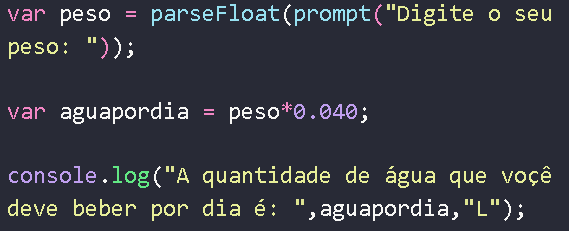 var peso = parseFloat(prompt("Digite o seu
peso: "));
var aguapordia = peso*0.040;
console.log("A quantidade de água que voçê
deve beber por dia é: ",aguapordia,"L");